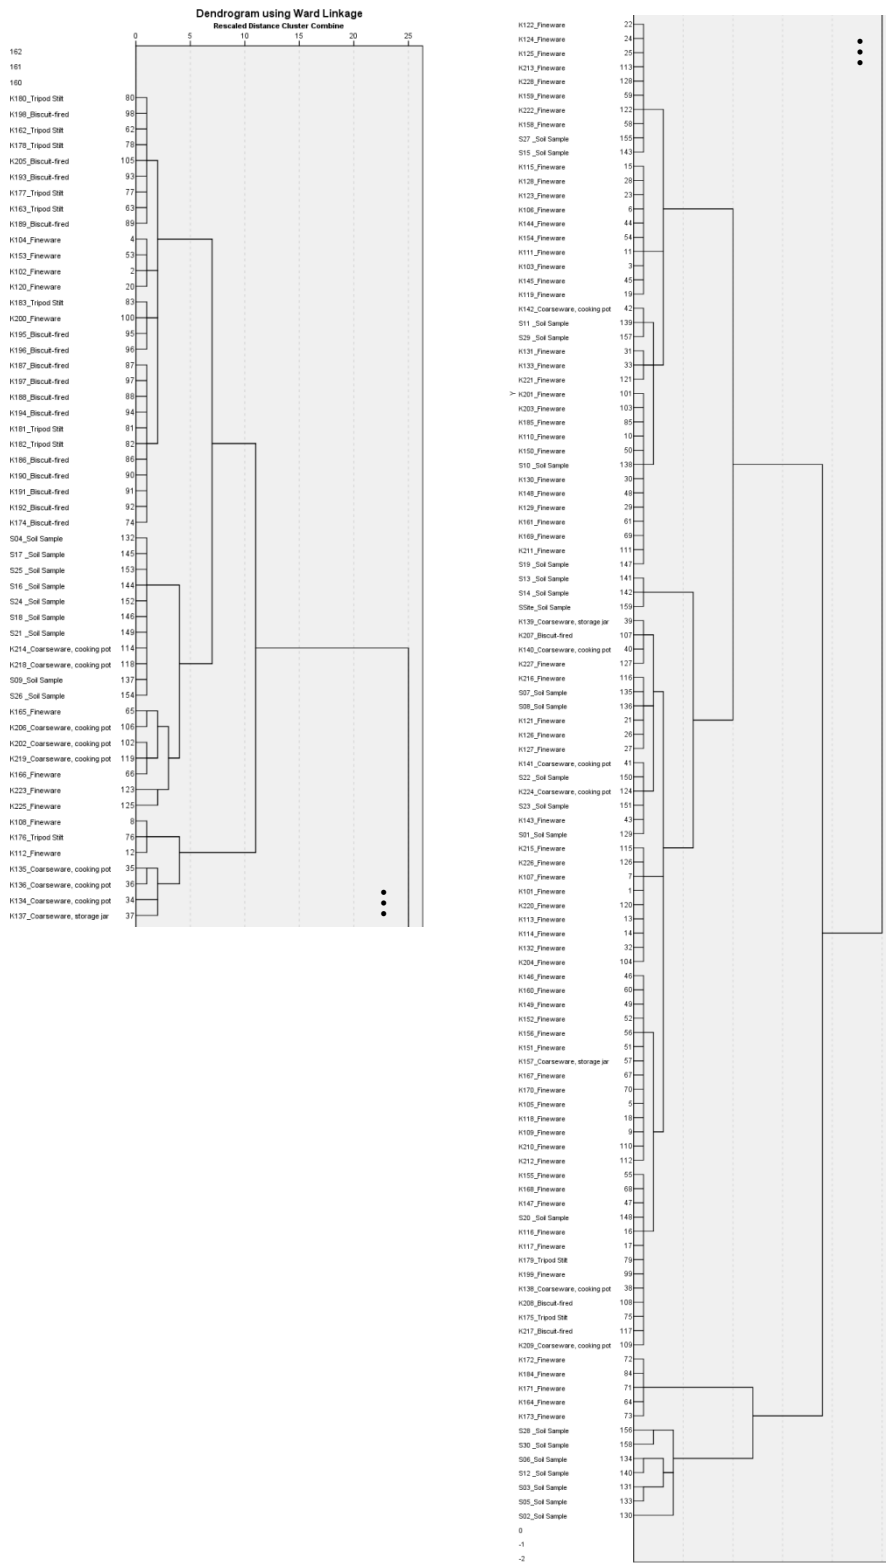 Dendrogram using Ward Linkage
Rescaled Distance Cluster Combine
0 5 10 15 20 25
162
161
160
K180_Tripod Stilt 80
K198_Biscuit-fired 98
K162_Tripod Stilt 62
K178_Tripod Stilt 78
K205_Biscuit-fired 105
K193_Biscuit-fired 93
K177_Tripod Stilt 77
K163_Tripod Stilt 63
K189_Biscuit-fired 89
K104_Fineware 4
K153_Fineware 53
K102_Fineware 2
K120_Fineware 20
K183_Tripod Stilt 83
K200_Fineware 100
K195_Biscuit-fired 95
K196_Biscuit-fired 96
K187_Biscuit-fired 87
K197_Biscuit-fired 97
K188_Biscuit-fired 88
K194_Biscuit-fired 94
K181_Tripod Stilt 81
K182_Tripod Stilt 82
K186_Biscuit-fired 86
K190_Biscuit-fired 90
K191_Biscuit-fired 91
K192_Biscuit-fired 92
K174_Biscuit-fired 74
S04_Soil Sample 132
S17 _Soil Sample 145
S25 _Soil Sample 153
S16 _Soil Sample 144
S24 _Soil Sample 152
S18 _Soil Sample 146
S21 _Soil Sample 149
K214_Coarseware, cooking pot 114
K218_Coarseware, cooking pot 118
S09_Soil Sample 137
S26 _Soil Sample 154
K165_Fineware 65
K206_Coarseware, cooking pot 106
K202_Coarseware, cooking pot 102
K219_Coarseware, cooking pot 119
K166_Fineware 66
K223_Fineware 123
K225_Fineware 125
K108_Fineware 8
K176_Tripod Stilt 76
K112_Fineware 12
K135_Coarseware, cooking pot 35
K136_Coarseware, cooking pot 36
K134_Coarseware, cooking pot 34
K137_Coarseware, storage jar 37
K122_Fineware 22
K124_Fineware 24
K125_Fineware 25
K213_Fineware 113
K228_Fineware 128
K159_Fineware 59
K222_Fineware 122
K158_Fineware 58
S27 _Soil Sample 155
S15 _Soil Sample 143
K115_Fineware 15
K128_Fineware 28
K123_Fineware 23
K106_Fineware 6
K144_Fineware 44
K154_Fineware 54
K111_Fineware 11
K103_Fineware 3
K145_Fineware 45
K119_Fineware 19
K142_Coarseware, cooking pot 42
S11 _Soil Sample 139
S29 _Soil Sample 157
K131_Fineware 31
K133_Fineware 33
K221_Fineware 121
Y K201_Fineware 101
K203_Fineware 103
K185_Fineware 85
K110_Fineware 10
K150_Fineware 50
S10 _Soil Sample 138
K130_Fineware 30
K148_Fineware 48
K129_Fineware 29
K161_Fineware 61
K169_Fineware 69
K211_Fineware 111
S19 _Soil Sample 147
S13 _Soil Sample 141
S14 _Soil Sample 142
SSite_Soil Sample 159
K139_Coarseware, storage jar 39
K207_Biscuit-fired 107
K140_Coarseware, cooking pot 40
K227_Fineware 127
K216_Fineware 116
S07_Soil Sample 135
S08_Soil Sample 136
K121_Fineware 21
K126_Fineware 26
K127_Fineware 27
K141_Coarseware, cooking pot 41
S22 _Soil Sample 150
K224_Coarseware, cooking pot 124
S23 _Soil Sample 151
K143_Fineware 43
S01_Soil Sample 129
K215_Fineware 115
K226_Fineware 126
K107_Fineware 7
K101_Fineware 1
K220_Fineware 120
K113_Fineware 13
K114_Fineware 14
K132_Fineware 32
K204_Fineware 104
K146_Fineware 46
K160_Fineware 60
K149_Fineware 49
K152_Fineware 52
K156_Fineware 56
K151_Fineware 51
K157_Coarseware, storage jar 57
K167_Fineware 67
K170_Fineware 70
K105_Fineware 5
K118_Fineware 18
K109_Fineware 9
K210_Fineware 110
K212_Fineware 112
K155_Fineware 55
K168_Fineware 68
K147_Fineware 47
S20 _Soil Sample 148
K116_Fineware 16
K117_Fineware 17
K179_Tripod Stilt 79
K199_Fineware 99
K138_Coarseware, cooking pot 38
K208_Biscuit-fired 108
K175_Tripod Stilt 75
K217_Biscuit-fired 117
K209_Coarseware, cooking pot 109
K172_Fineware 72
K184_Fineware 84
K171_Fineware 71
K164_Fineware 64
K173_Fineware 73
S28 _Soil Sample 156
S30 _Soil Sample 158
S06_Soil Sample 134
S12 _Soil Sample 140
S03_Soil Sample 131
S05_Soil Sample 133
S02_Soil Sample 130
0
-1
-2